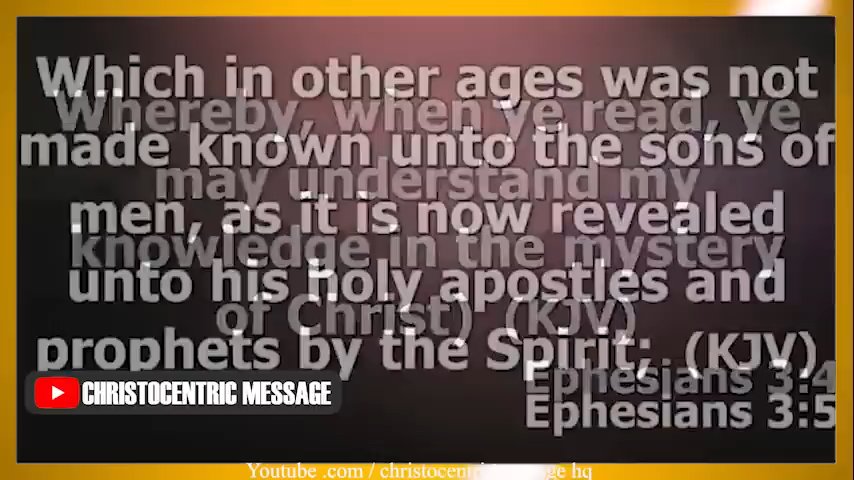 Which in other ages was not
Whereby, when ye read, ye
made known unto the sons of
may understand my
men, as it is now revealed
knowledge in the mystery
unto his holy apostles and
of Christ) (KJV)
prophets by the Spirit; (KJV)
Ephesians 3:4
CHRISTOCENTRIC MESSAGE
Ephesians 3:5
Youtube .com / hq